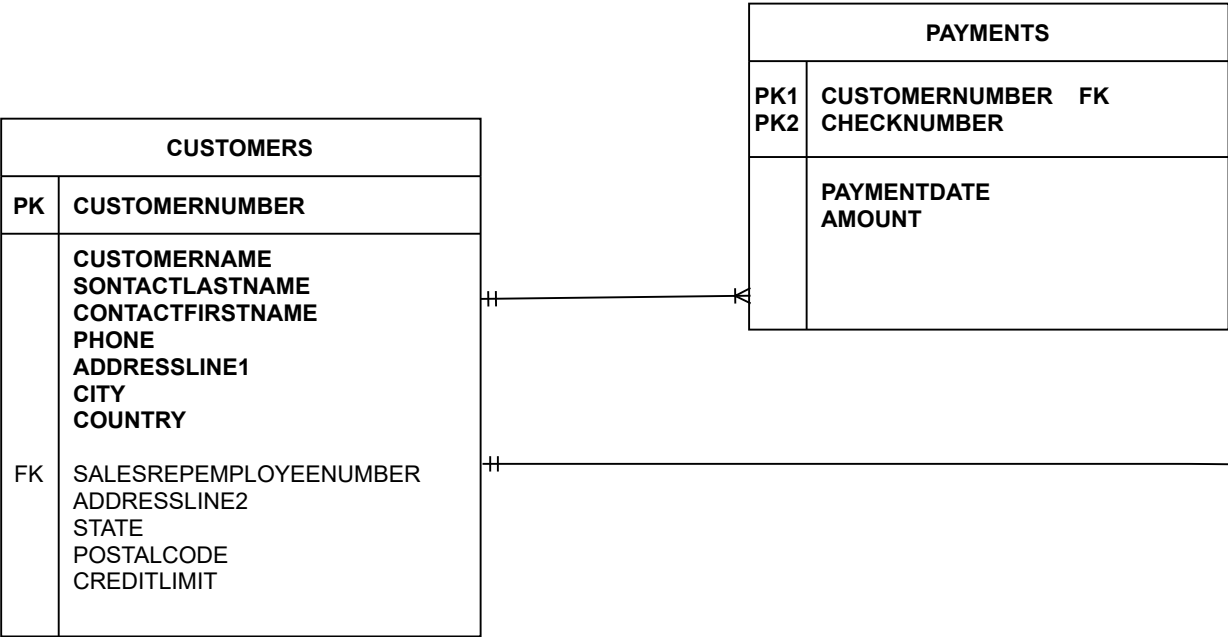 PAYMENTS
PK1 CUSTOMERNUMBER FK
PK2 CHECKNUMBER
PAYMENTDATE
AMOUNT
CUSTOMERS
PK CUSTOMERNUMBER
CUSTOMERNAME
SONTACTLASTNAME
CONTACTFIRSTNAME
PHONE
ADDRESSLINE1
CITY
COUNTRY
FK SALESREPEMPLOYEENUMBER
ADDRESSLINE2
STATE
POSTALCODE
CREDITLIMIT